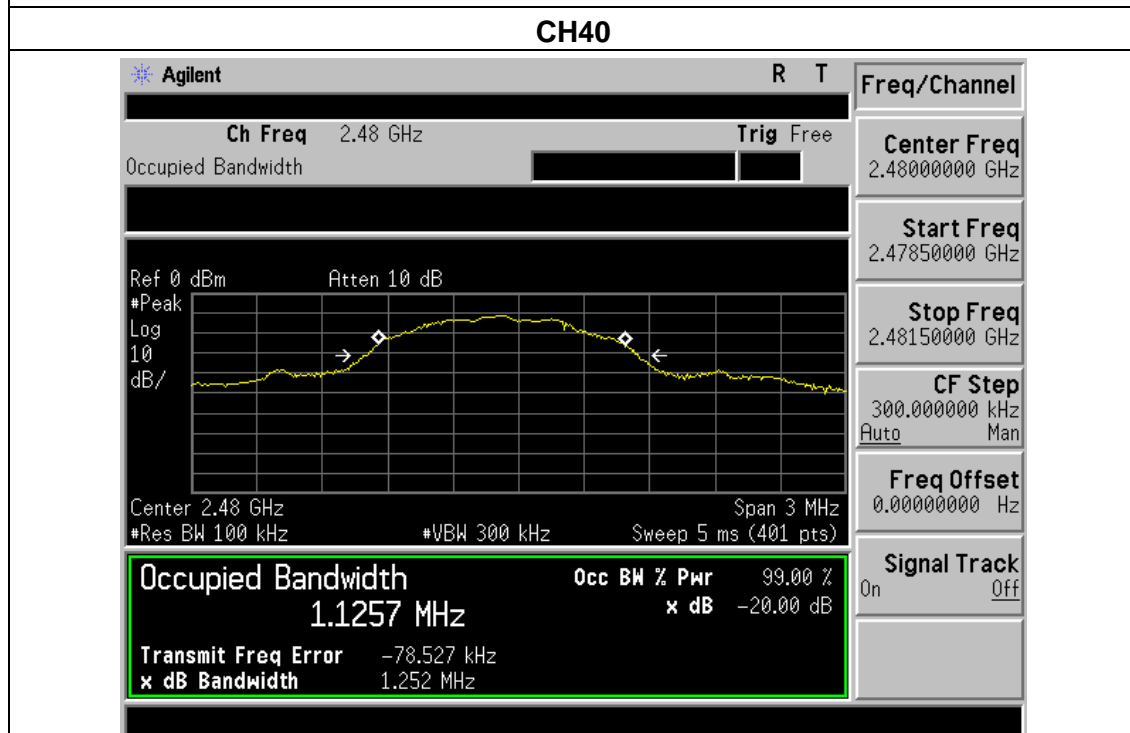 CH40
Agilent R T
Freq/Channel
Ch Freq 2.48 GHz Trig Free
Occupied Bandwidth
Center Freq
2.48000000 GHz
Start Freq
2.47850000 GHz
Stop Freq
2.48150000 GHz
CF Step
300.000000 kHz
Auto Man
Freq Offset
0.00000000 Hz
Signal Track
On Off
Ref 0 dBm Atten 10 dB
#Peak
Log
10
dB/
Center 2.48 GHz Span 3 MHz
#Res BW 100 kHz #VBW 300 kHz Sweep 5 ms (401 pts)
Occupied Bandwidth Occ BW % Pwr 99.00 %
1.1257 MHz x dB -20.00 dB
Transmit Freq Error -78.527 kHz
x dB Bandwidth 1.252 MHz